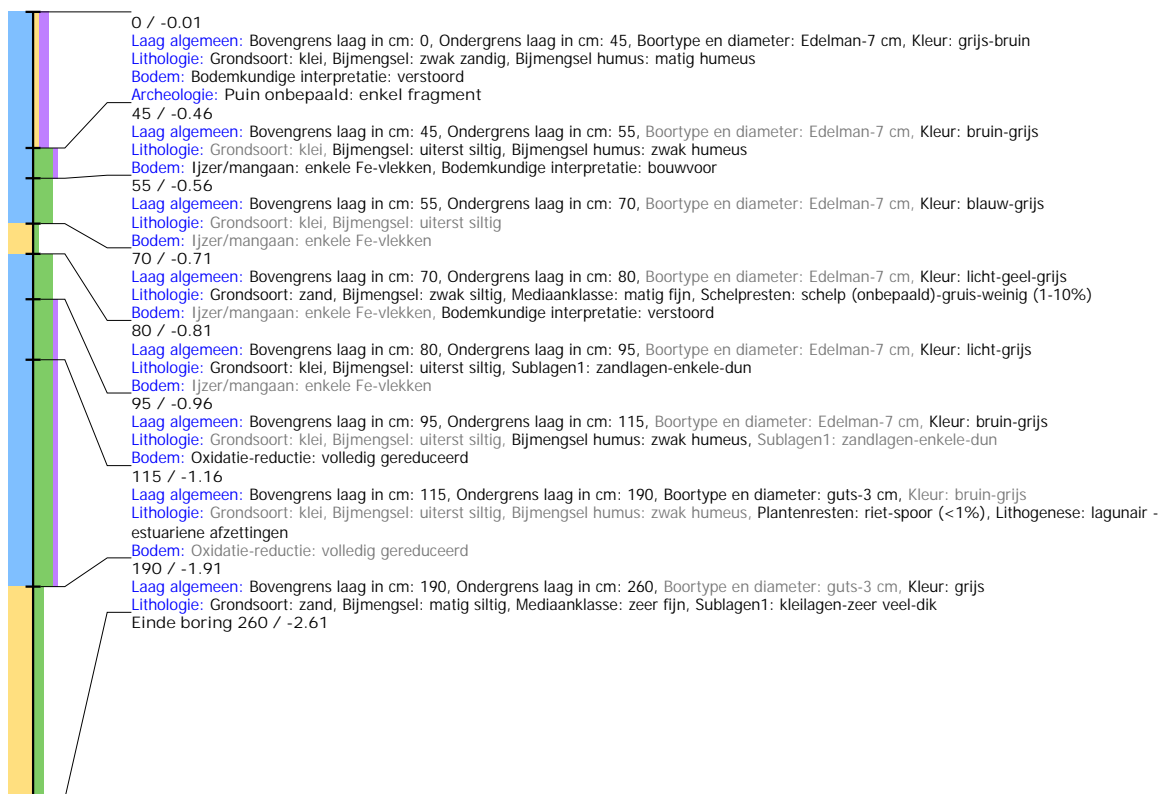 0 / -0.01
Laag algemeen: Bovengrens laag in cm: 0, Ondergrens laag in cm: 45, Boortype en diameter: Edelman-7 cm, Kleur: grijs-bruin
Lithologie: Grondsoort: klei, Bijmengsel: zwak zandig, Bijmengsel humus: matig humeus
Bodem: Bodemkundige interpretatie: verstoord
Archeologie: Puin onbepaald: enkel fragment
45 / -0.46
Laag algemeen: Bovengrens laag in cm: 45, Ondergrens laag in cm: 55, Boortype en diameter: Edelman-7 cm, Kleur: bruin-grijs
Lithologie: Grondsoort: klei, Bijmengsel: uiterst siltig, Bijmengsel humus: zwak humeus
Bodem: Ijzer/mangaan: enkele Fe-vlekken, Bodemkundige interpretatie: bouwvoor
55 / -0.56
Laag algemeen: Bovengrens laag in cm: 55, Ondergrens laag in cm: 70, Boortype en diameter: Edelman-7 cm, Kleur: blauw-grijs
Lithologie: Grondsoort: klei, Bijmengsel: uiterst siltig
Bodem: Ijzer/mangaan: enkele Fe-vlekken
70 / -0.71
Laag algemeen: Bovengrens laag in cm: 70, Ondergrens laag in cm: 80, Boortype en diameter: Edelman-7 cm, Kleur: licht-geel-grijs
Lithologie: Grondsoort: zand, Bijmengsel: zwak siltig, Mediaanklasse: matig fijn, Schelpresten: schelp (onbepaald)-gruis-weinig (1-10%)
Bodem: Ijzer/mangaan: enkele Fe-vlekken, Bodemkundige interpretatie: verstoord
80 / -0.81
Laag algemeen: Bovengrens laag in cm: 80, Ondergrens laag in cm: 95, Boortype en diameter: Edelman-7 cm, Kleur: licht-grijs
Lithologie: Grondsoort: klei, Bijmengsel: uiterst siltig, Sublagen1: zandlagen-enkele-dun
Bodem: Ijzer/mangaan: enkele Fe-vlekken
95 / -0.96
Laag algemeen: Bovengrens laag in cm: 95, Ondergrens laag in cm: 115, Boortype en diameter: Edelman-7 cm, Kleur: bruin-grijs
Lithologie: Grondsoort: klei, Bijmengsel: uiterst siltig, Bijmengsel humus: zwak humeus, Sublagen1: zandlagen-enkele-dun
Bodem: Oxidatie-reductie: volledig gereduceerd
115 / -1.16
Laag algemeen: Bovengrens laag in cm: 115, Ondergrens laag in cm: 190, Boortype en diameter: guts-3 cm, Kleur: bruin-grijs
Lithologie: Grondsoort: klei, Bijmengsel: uiterst siltig, Bijmengsel humus: zwak humeus, Plantenresten: riet-spoor (<1%), Lithogenese: lagunair -
estuariene afzettingen
Bodem: Oxidatie-reductie: volledig gereduceerd
190 / -1.91
Laag algemeen: Bovengrens laag in cm: 190, Ondergrens laag in cm: 260, Boortype en diameter: guts-3 cm, Kleur: grijs
Lithologie: Grondsoort: zand, Bijmengsel: matig siltig, Mediaanklasse: zeer fijn, Sublagen1: kleilagen-zeer veel-dik
Einde boring 260 / -2.61